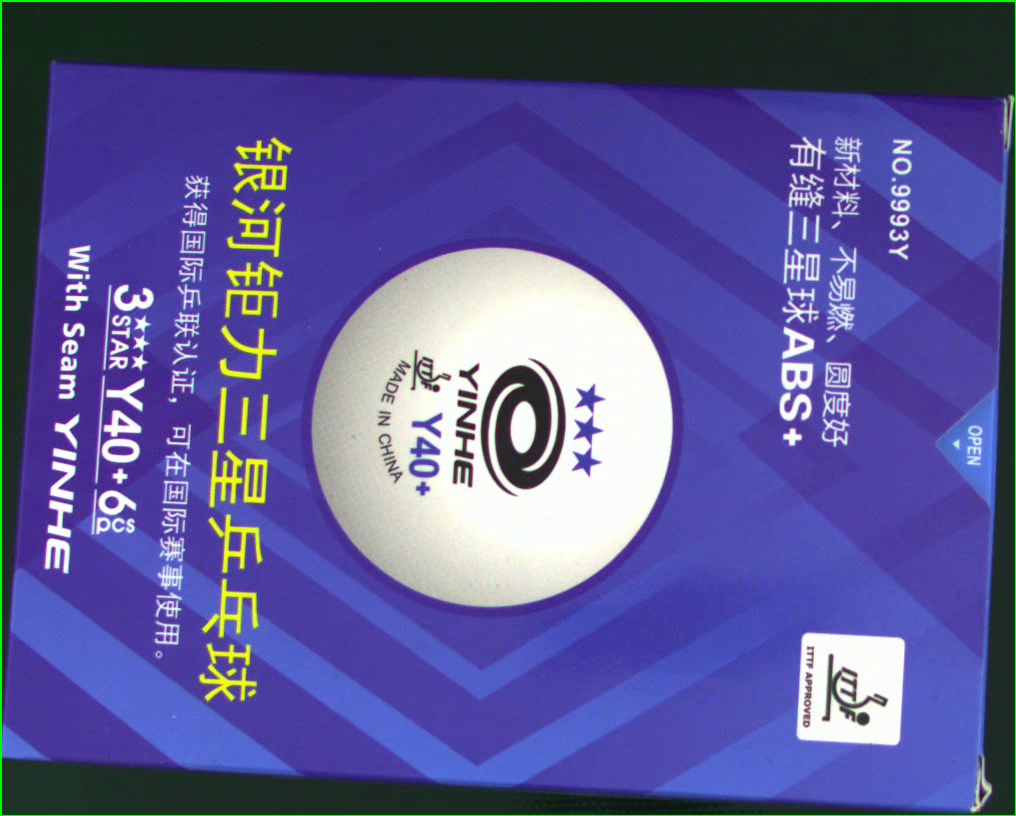 OPEN
NO.9993Y
新材料、不易燃、圆度好
有缝三星球ABS+
ITTF
ITTF APPROVED
YINHE
ITTF Y40+
MADE IN CHINA
银河钜力三星乒乓球
获得国际乒联认证，可在国际赛事使用。
3★★★STAR Y40+ 6PCS
With Seam YINHE